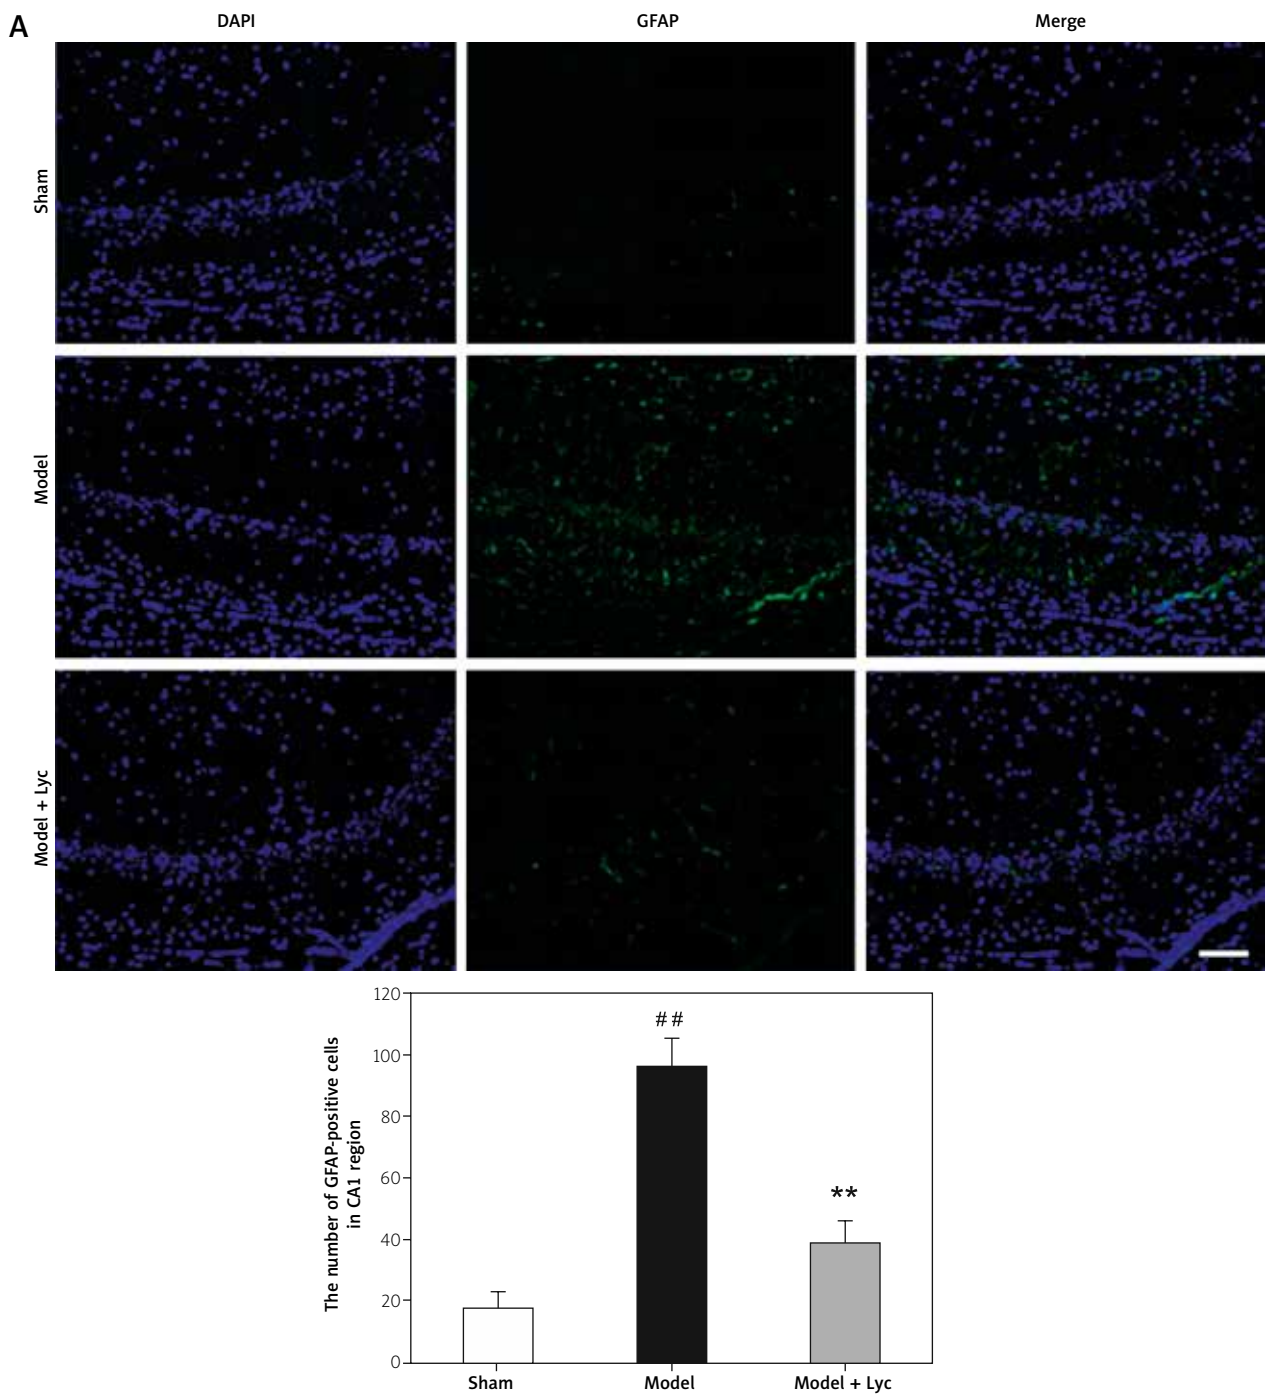 A
DAPI
GFAP
Merge
Sham
Model
Model + Lyc
The number of GFAP-positive cells
in CA1 region
120
100
80
60
40
20
0
##
**
Sham
Model
Model + Lyc